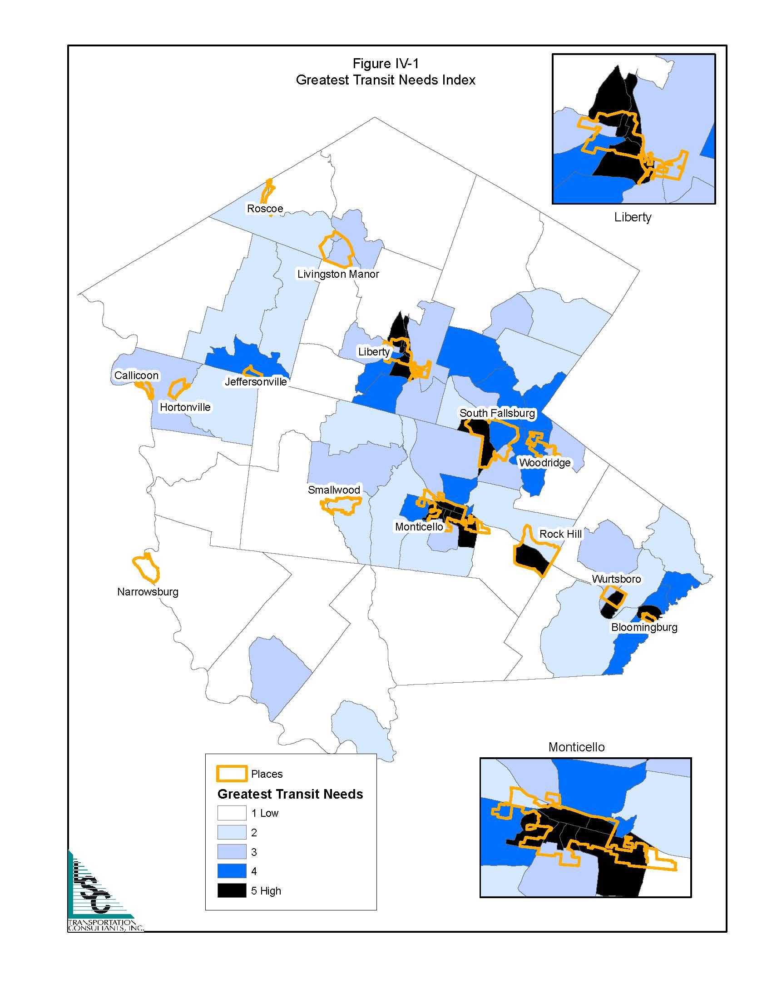 Figure IV-1
Greatest Transit Needs Index
Liberty
Roscoe
Livingston Manor
Liberty
Callicoon
Jeffersonville
Hortonville
South Fallsburg
Woodridge
Smallwood
Monticello
Rock Hill
Wurtsboro
Narrowsburg
Bloomingburg
Monticello
Places
Greatest Transit Needs
1 Low
2
3
4
5 High
LSC
TRANSPORTATION
CONSULTANTS, INC.